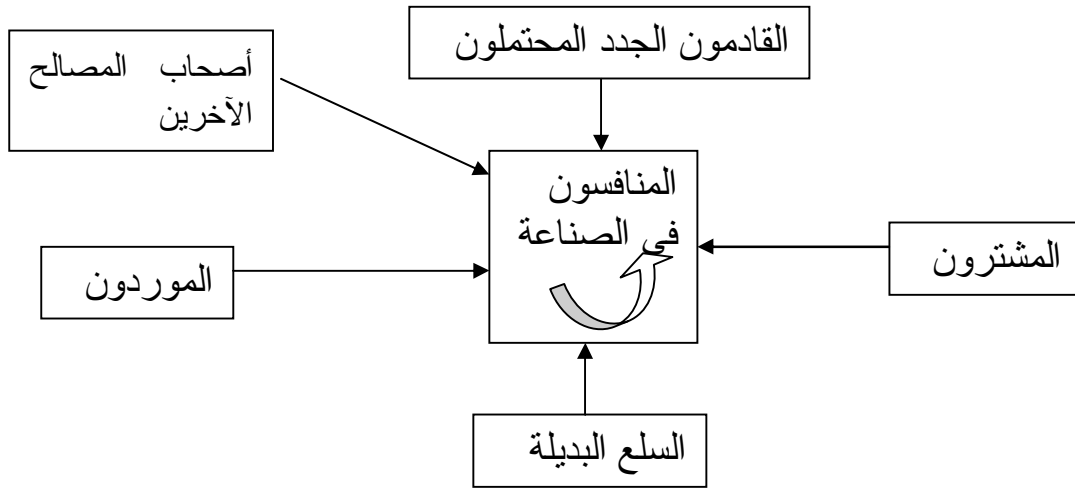 القادمون الجدد المحتملون
أصحاب المصالح
الآخرين
المنافسون
في الصناعة
المشترون
الموردون
السلع البديلة